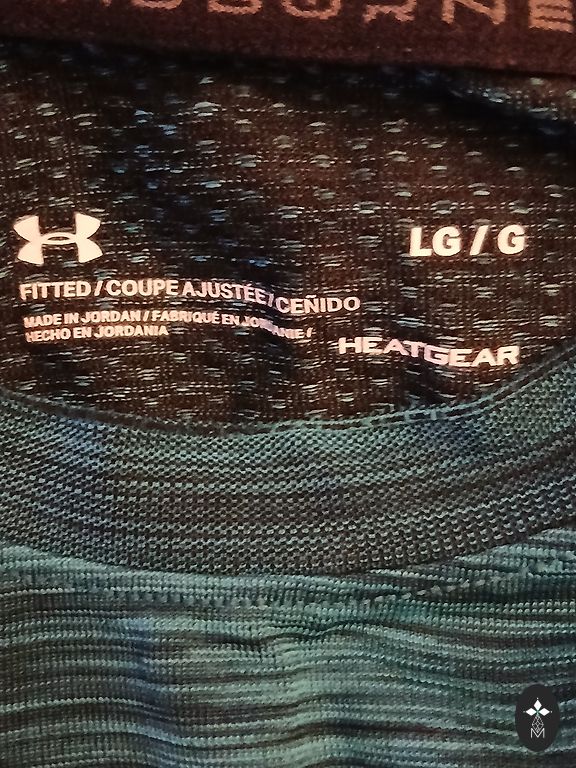 LG / G
FITTED / COUPE AJUSTÉE / CEÑIDO
MADE IN JORDAN / FABRIQUÉ EN JORDANIE /
HECHO EN JORDANIA
HEATGEAR